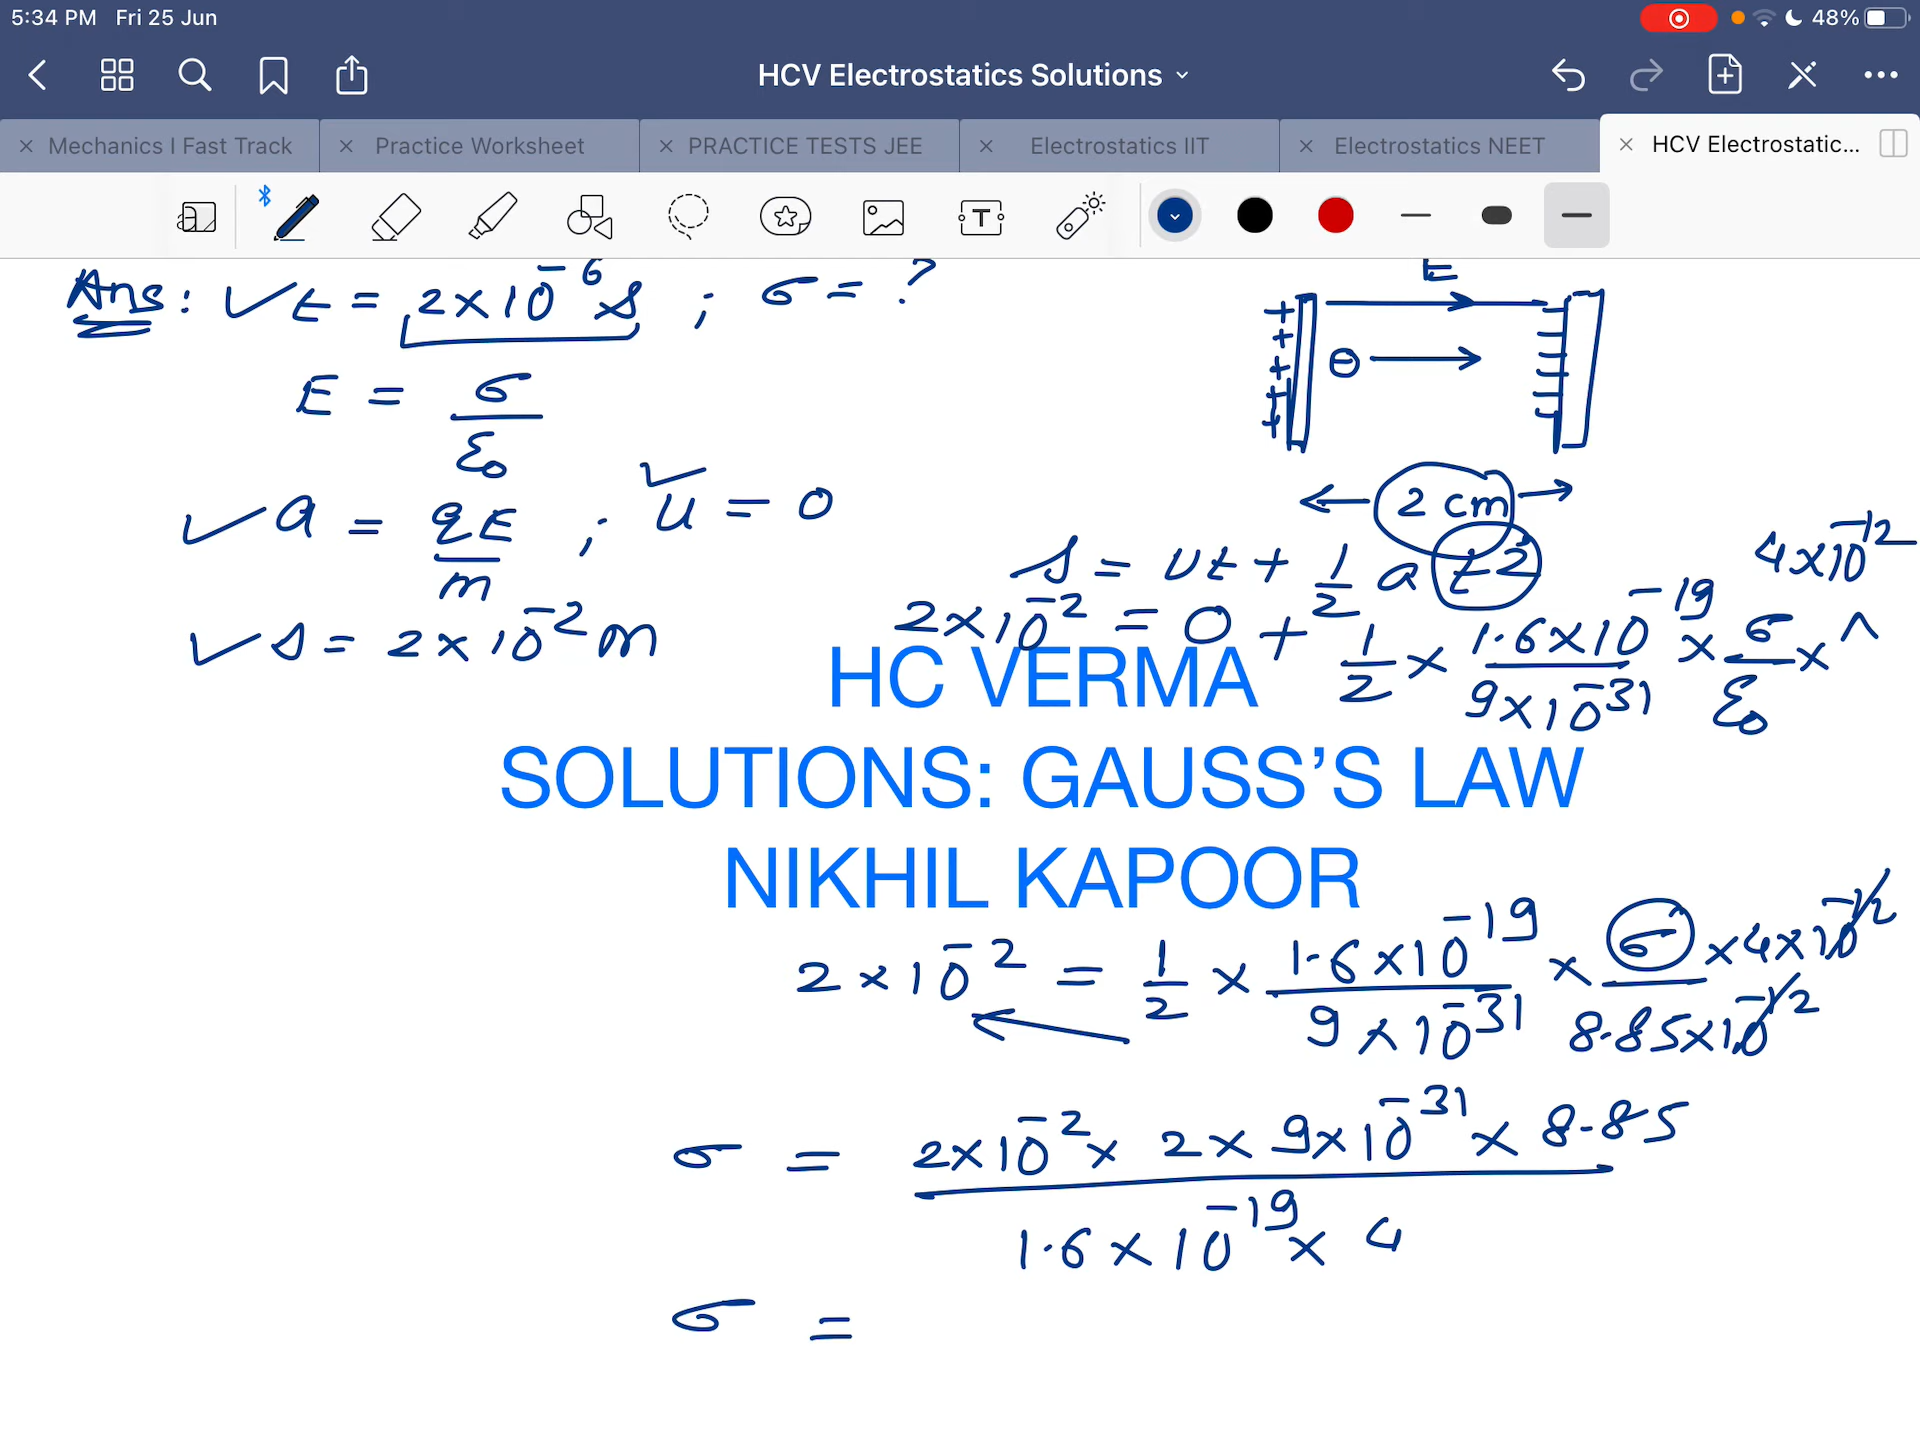 5:34 PM Fri 25 Jun
48%
HCV Electrostatics Solutions
Mechanics I Fast Track
Practice Worksheet
PRACTICE TESTS JEE
Electrostatics IIT
Electrostatics NEET
HCV Electrostatic...
T
Ans: ✓ t = 2×10⁻⁶ s ; σ = ?
E
+ + + + +
⊖ →
E = σ/ε₀
2 cm
✓ a = qE/m ; ✓ u = 0
s = ut + 1/2 a t²
4×10⁻¹²
2×10⁻² = 0 + 1/2 × 1.6×10⁻¹⁹/9×10⁻³¹ × σ/ε₀ × ^
✓ s = 2×10⁻² m
HC VERMA
SOLUTIONS: GAUSS’S LAW
NIKHIL KAPOOR
2×10⁻² = 1/2 × 1.6×10⁻¹⁹/9×10⁻³¹ × σ/8.85×10⁻¹² × 4×10⁻¹²
σ = 2×10⁻² × 2 × 9×10⁻³¹ × 8.85/1.6×10⁻¹⁹ × 4
σ =